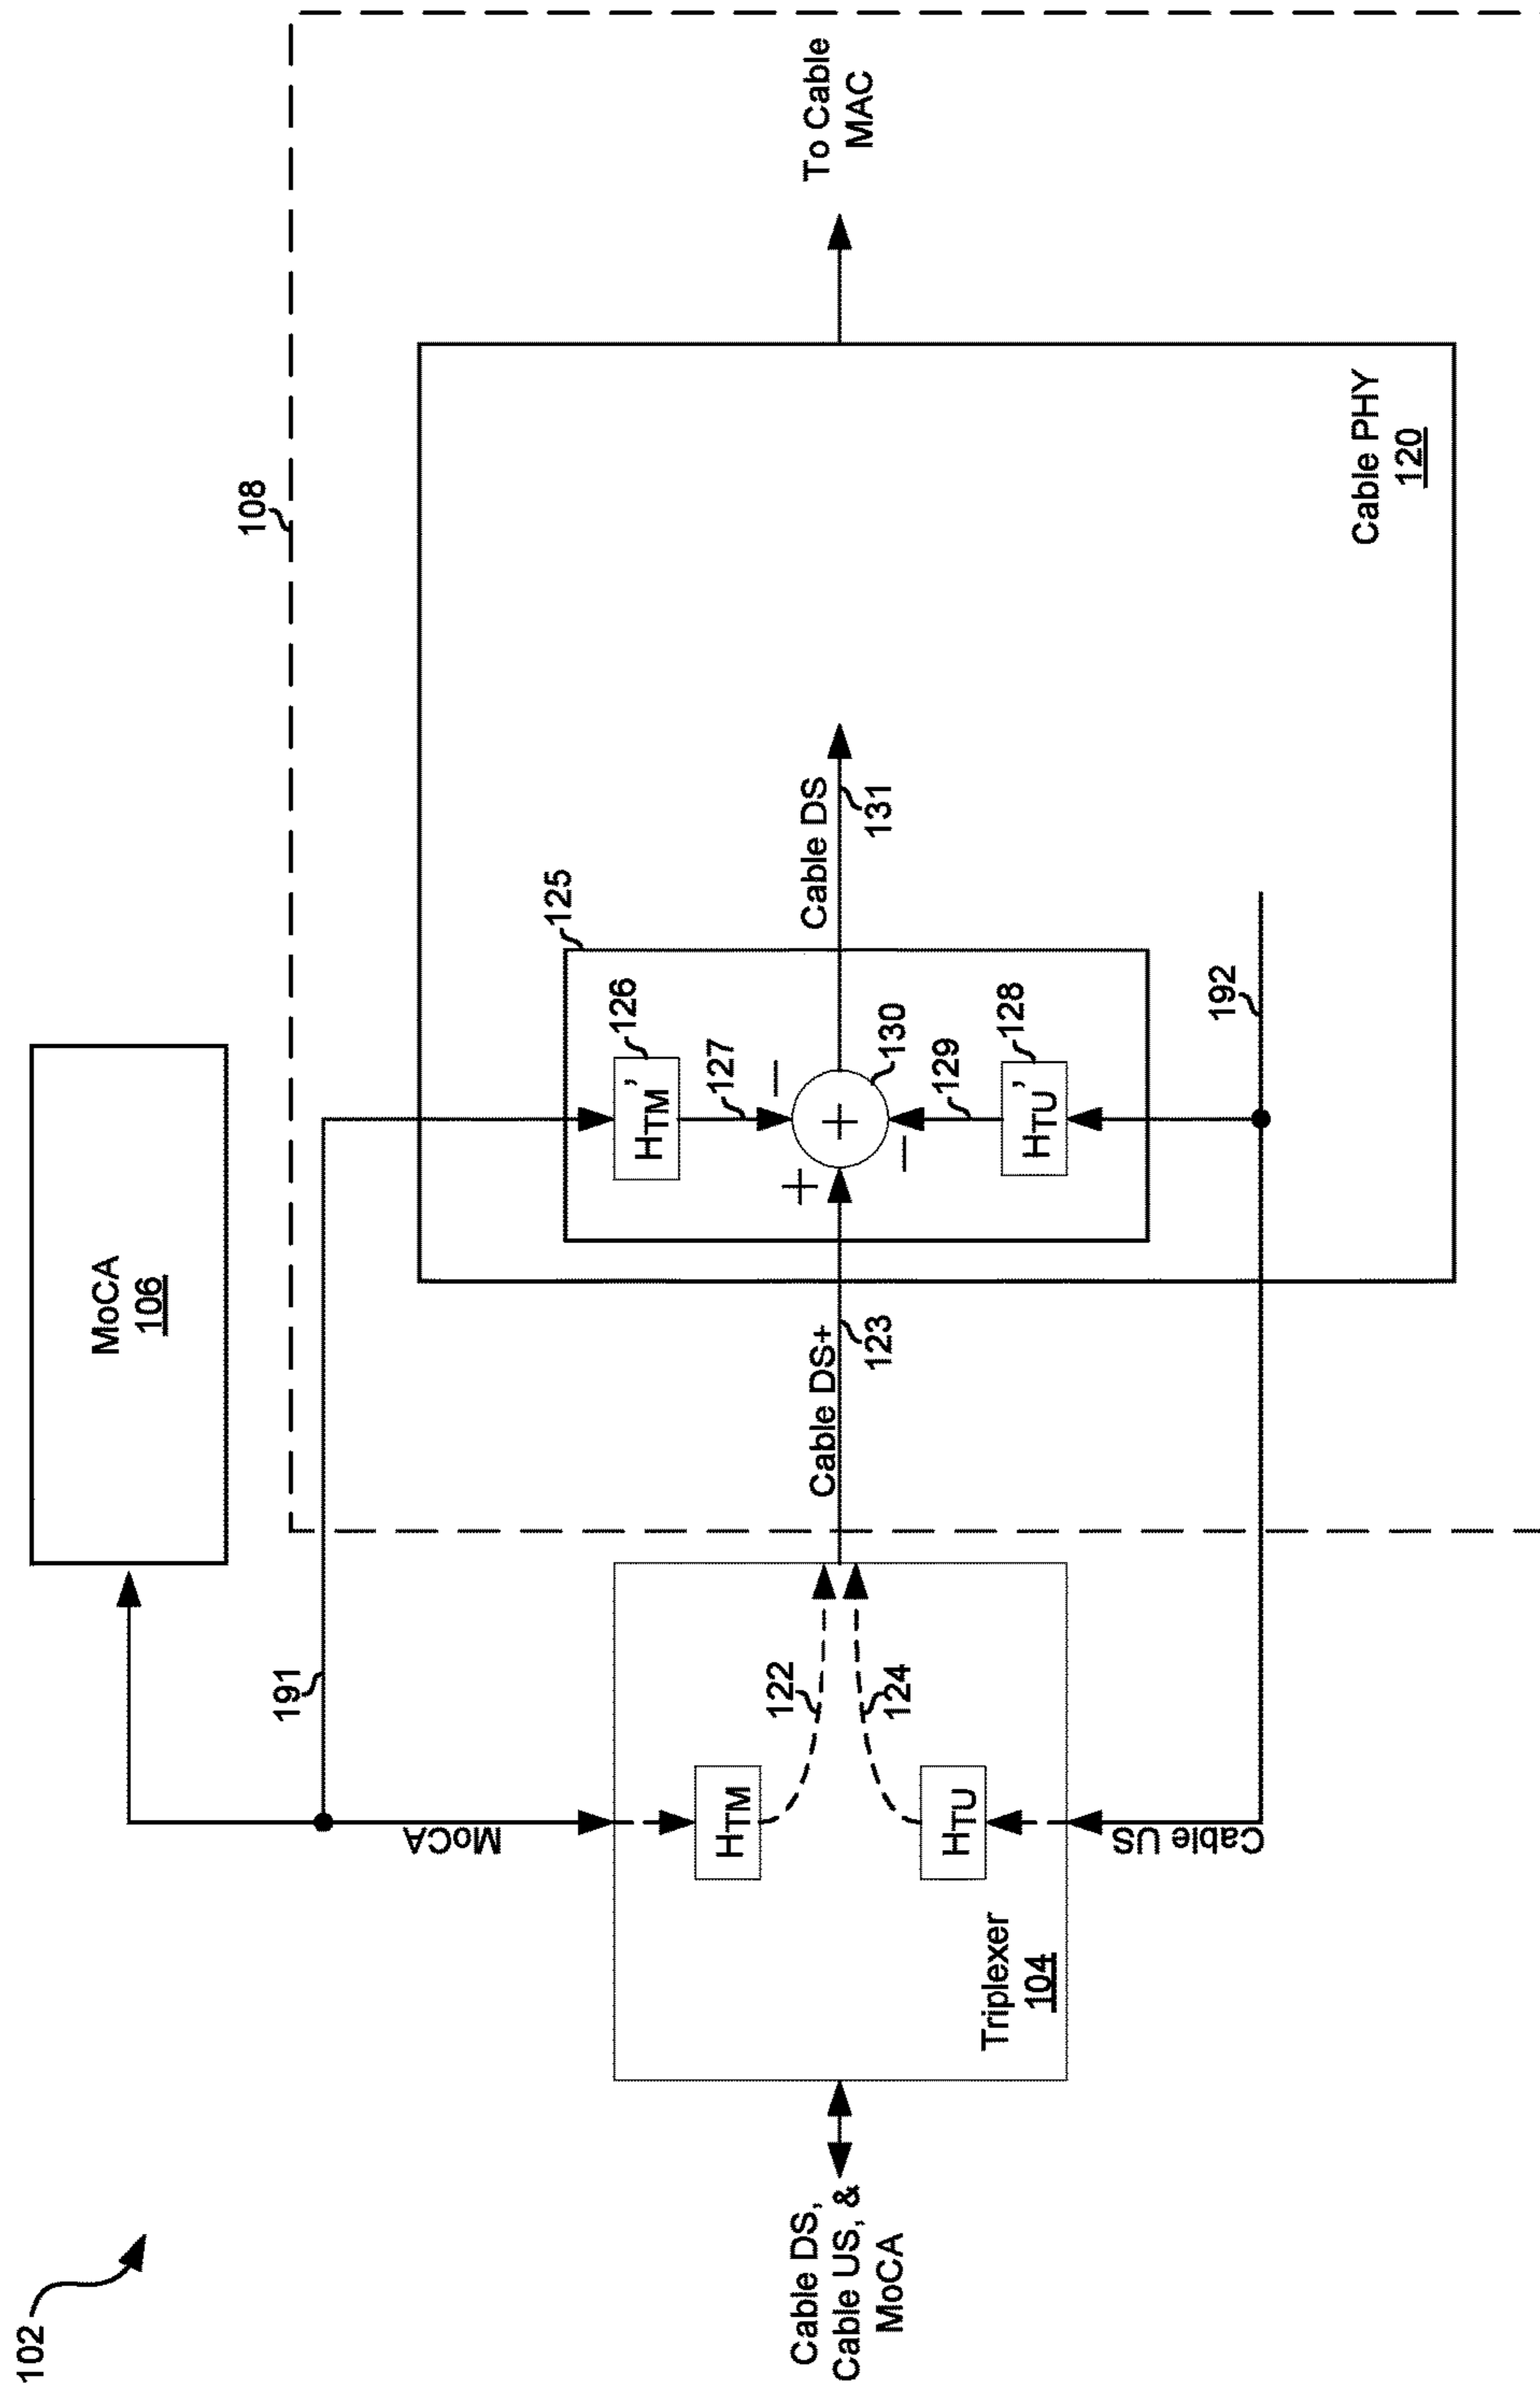 102
MoCA
106
108
191
MoCA
Cable DS,
Cable US, &
MoCA
Triplexer
104
HTM
122
HTU
124
Cable US
Cable DS+
123
125
HTM'
126
127
−
+
+
130
−
129
HTU'
128
Cable DS
131
192
Cable PHY
120
To Cable
MAC